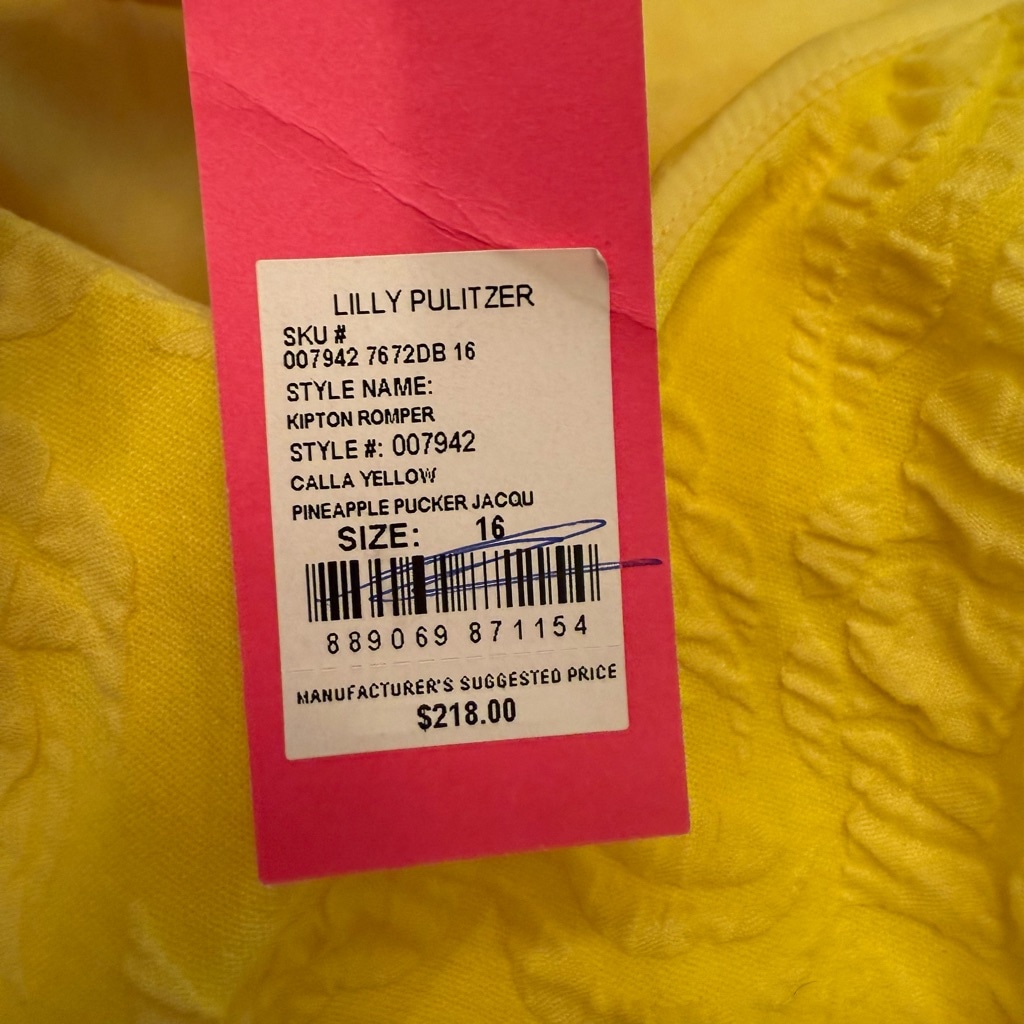 LILLY PULITZER
SKU #
007942 7672DB 16
STYLE NAME:
KIPTON ROMPER
STYLE #: 007942
CALLA YELLOW
PINEAPPLE PUCKER JACQU
SIZE: 16
889069 871154
MANUFACTURER'S SUGGESTED PRICE
$218.00